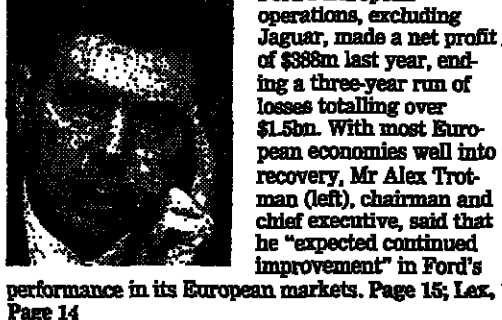 operations, excluding
Jaguar, made a net profit
of $388m last year, end-
ing a three-year run of
losses totalling over
$1.5bn. With most Euro-
pean economies well into
recovery, Mr Alex Trot-
man (left), chairman and
chief executive, said that
he "expected continued
improvement" in Ford's
performance in its European markets. Page 15; Lex,
Page 14